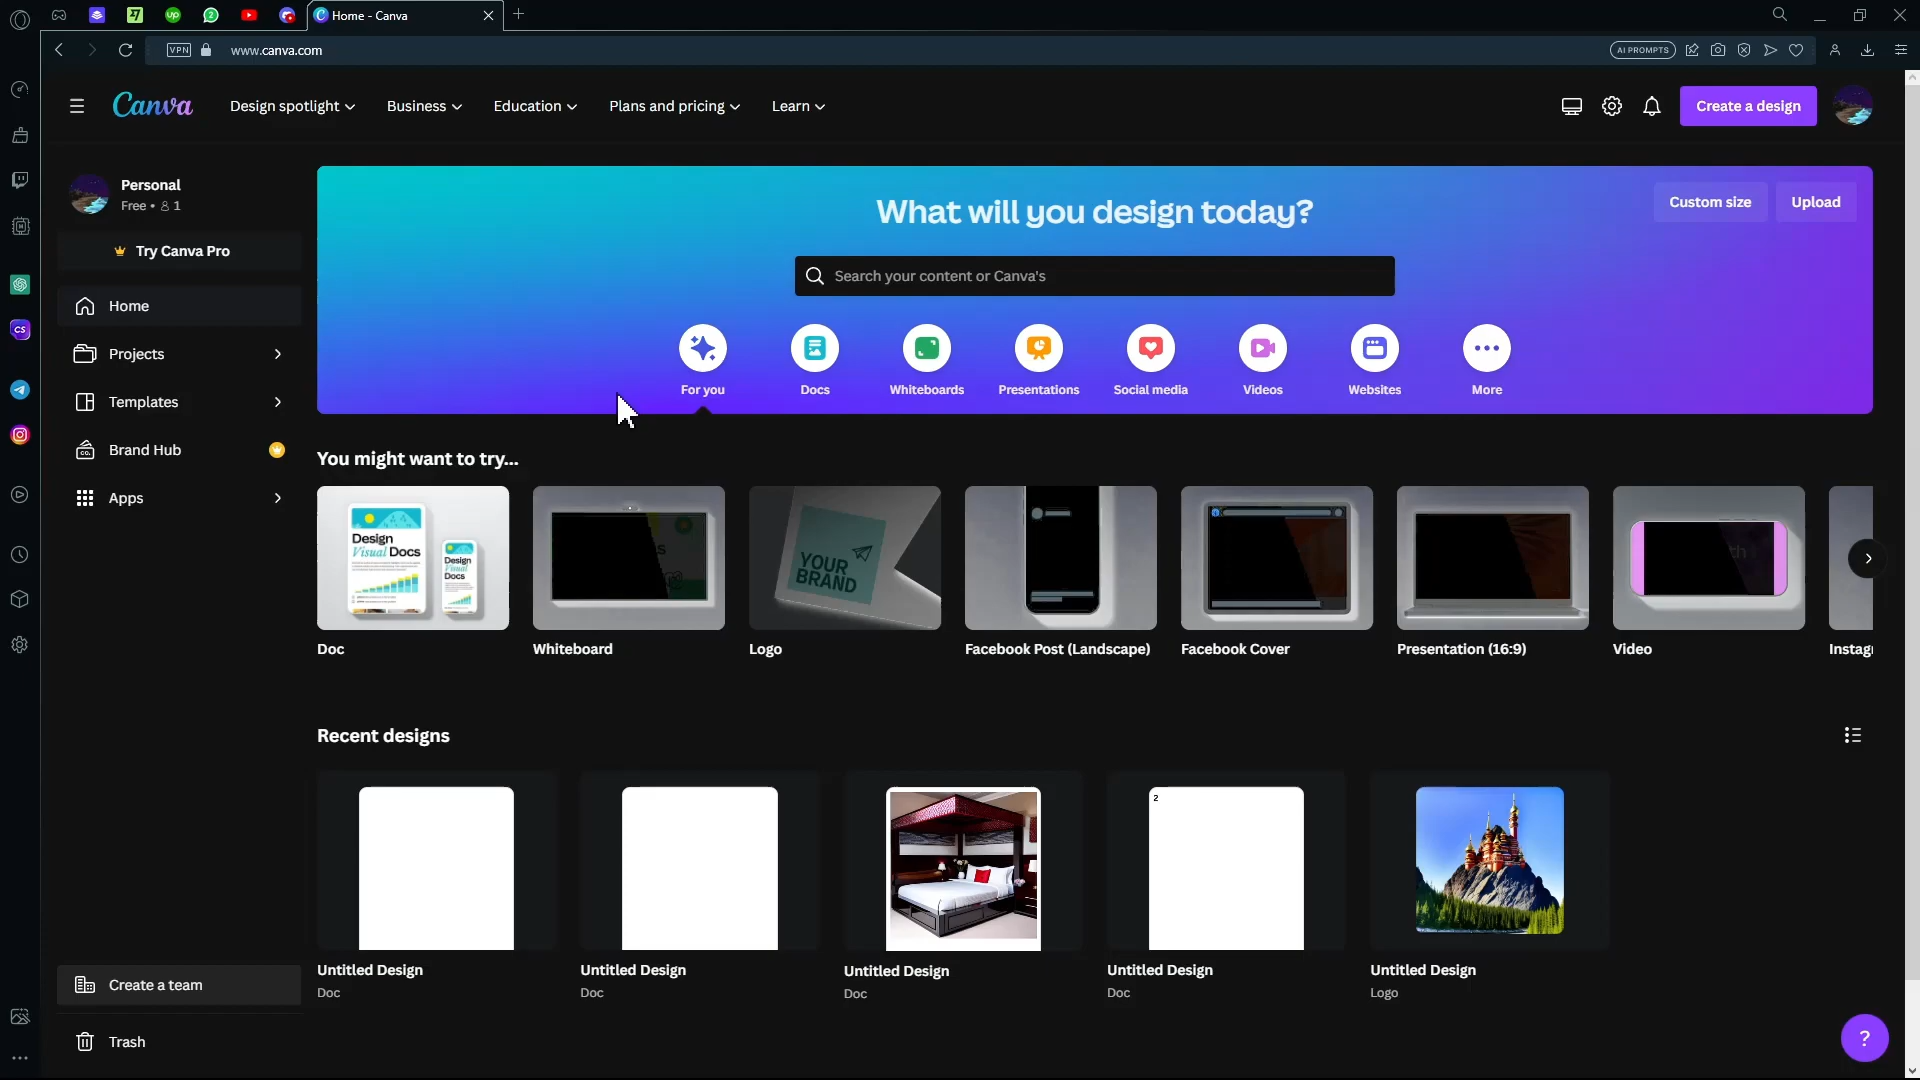 Home - Canva
VPN
www.canva.com
AI PROMPTS
Canva
Design spotlight
Business
Education
Plans and pricing
Learn
Create a design
Personal
Free • 1
Try Canva Pro
Home
Projects
Templates
Brand Hub
Apps
Create a team
Trash
What will you design today?
Custom size
Upload
Search your content or Canva's
For you
Docs
Whiteboards
Presentations
Social media
Videos
Websites
More
You might want to try...
Design
Visual Docs
Design
Visual
Docs
YOUR
BRAND
Doc
Whiteboard
Logo
Facebook Post (Landscape)
Facebook Cover
Presentation (16:9)
Video
Instag
Recent designs
2
Untitled Design
Doc
Untitled Design
Doc
Untitled Design
Doc
Untitled Design
Doc
Untitled Design
Logo
?
CS
up
CO.